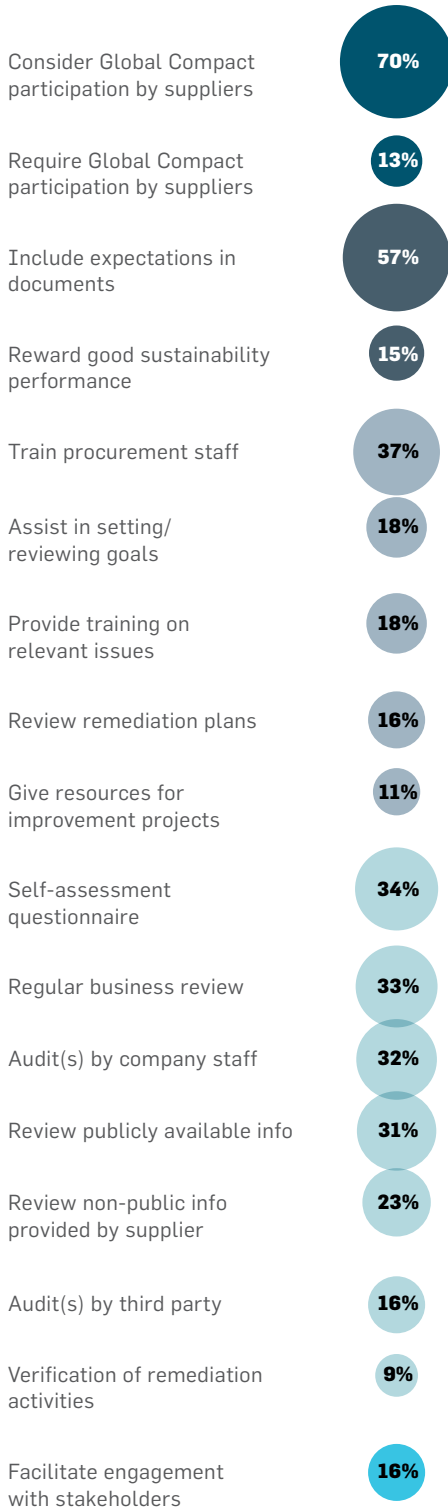 Consider Global Compact
participation by suppliers
70%
Require Global Compact
participation by suppliers
13%
Include expectations in
documents
57%
Reward good sustainability
performance
15%
Train procurement staff
37%
Assist in setting/
reviewing goals
18%
Provide training on
relevant issues
18%
Review remediation plans
16%
Give resources for
improvement projects
11%
Self-assessment
questionnaire
34%
Regular business review
33%
Audit(s) by company staff
32%
Review publicly available info
31%
Review non-public info
provided by supplier
23%
Audit(s) by third party
16%
Verification of remediation
activities
9%
Facilitate engagement
with stakeholders
16%